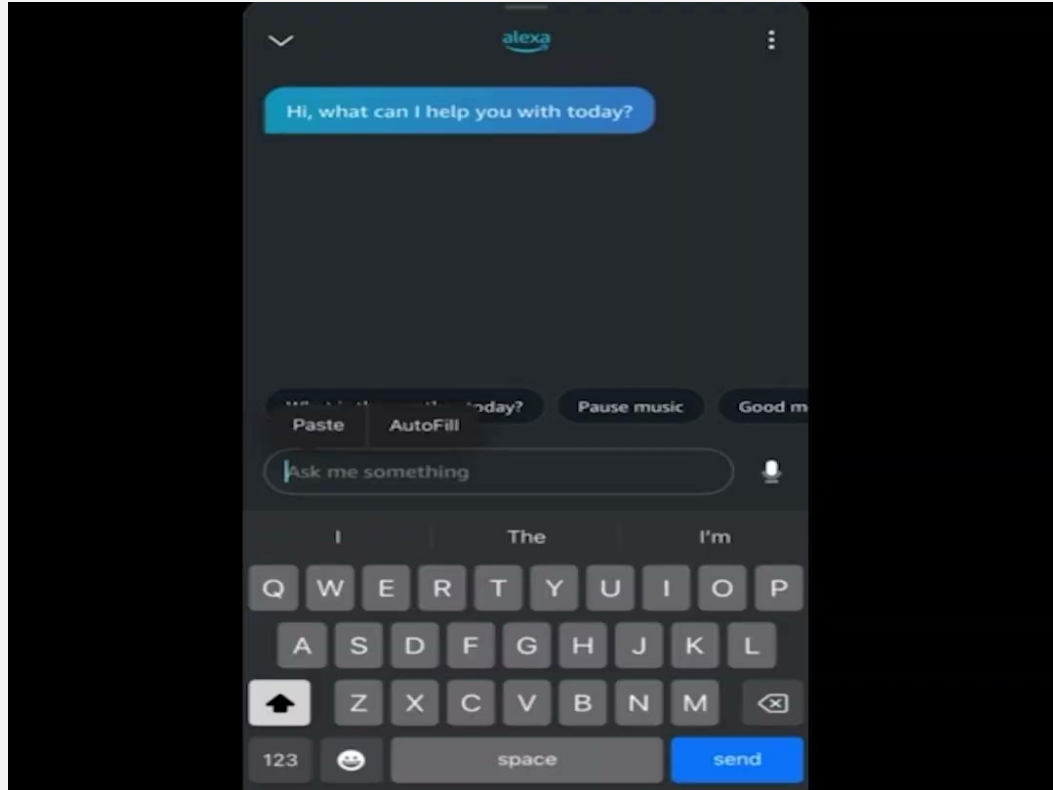 alexa
Hi, what can I help you with today?
today? Pause music Good m
Paste AutoFill
Ask me something
I The I'm
Q W E R T Y U I O P
A S D F G H J K L
Z X C V B N M
123 space send